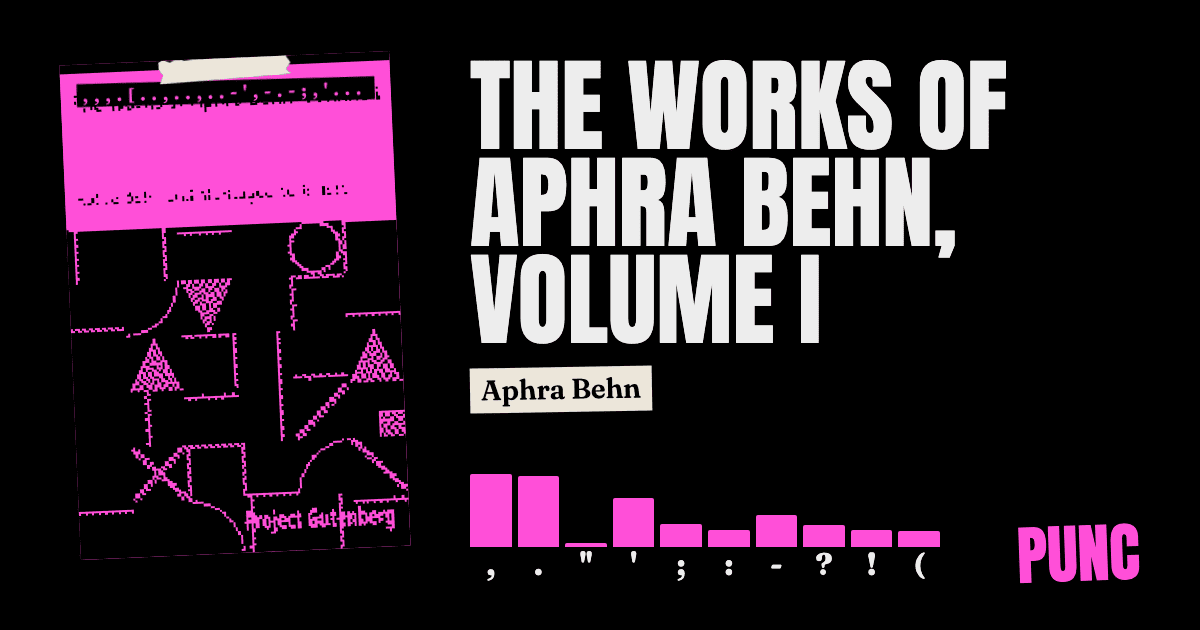 ,,,.[..,..,..-',-.-;,'...
Project Gutenberg
THE WORKS OF
APHRA BEHN,
VOLUME I
Aphra Behn
, . " ' ; : - ? ! (
PUNC